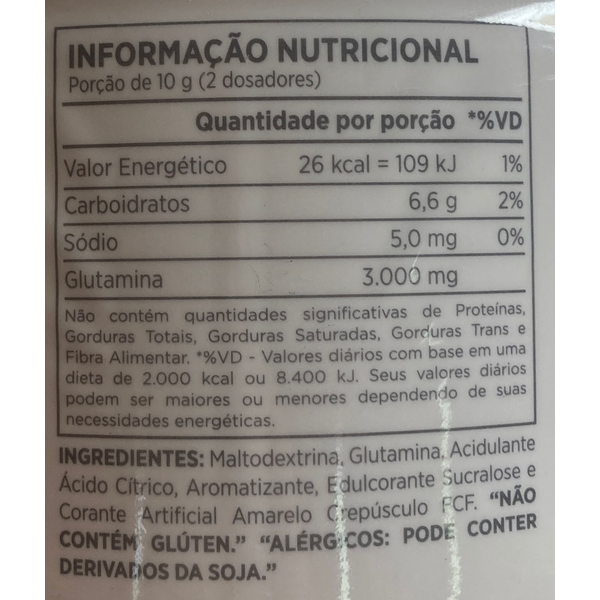 INFORMAÇÃO NUTRICIONAL
Porção de 10 g (2 dosadores)
Quantidade por porção *%VD
Valor Energético 26 kcal = 109 kJ 1%
Carboidratos 6,6 g 2%
Sódio 5,0 mg 0%
Glutamina 3.000 mg
Não contém quantidades significativas de Proteínas,
Gorduras Totais, Gorduras Saturadas, Gorduras Trans e
Fibra Alimentar. *%VD - Valores diários com base em uma
dieta de 2.000 kcal ou 8.400 kJ. Seus valores diários
podem ser maiores ou menores dependendo de suas
necessidades energéticas.
INGREDIENTES: Maltodextrina, Glutamina, Acidulante
Ácido Cítrico, Aromatizante, Edulcorante Sucralose e
Corante Artificial Amarelo Crepúsculo FCF. “NÃO
CONTÉM GLÚTEN.” “ALÉRGICOS: PODE CONTER
DERIVADOS DA SOJA.”